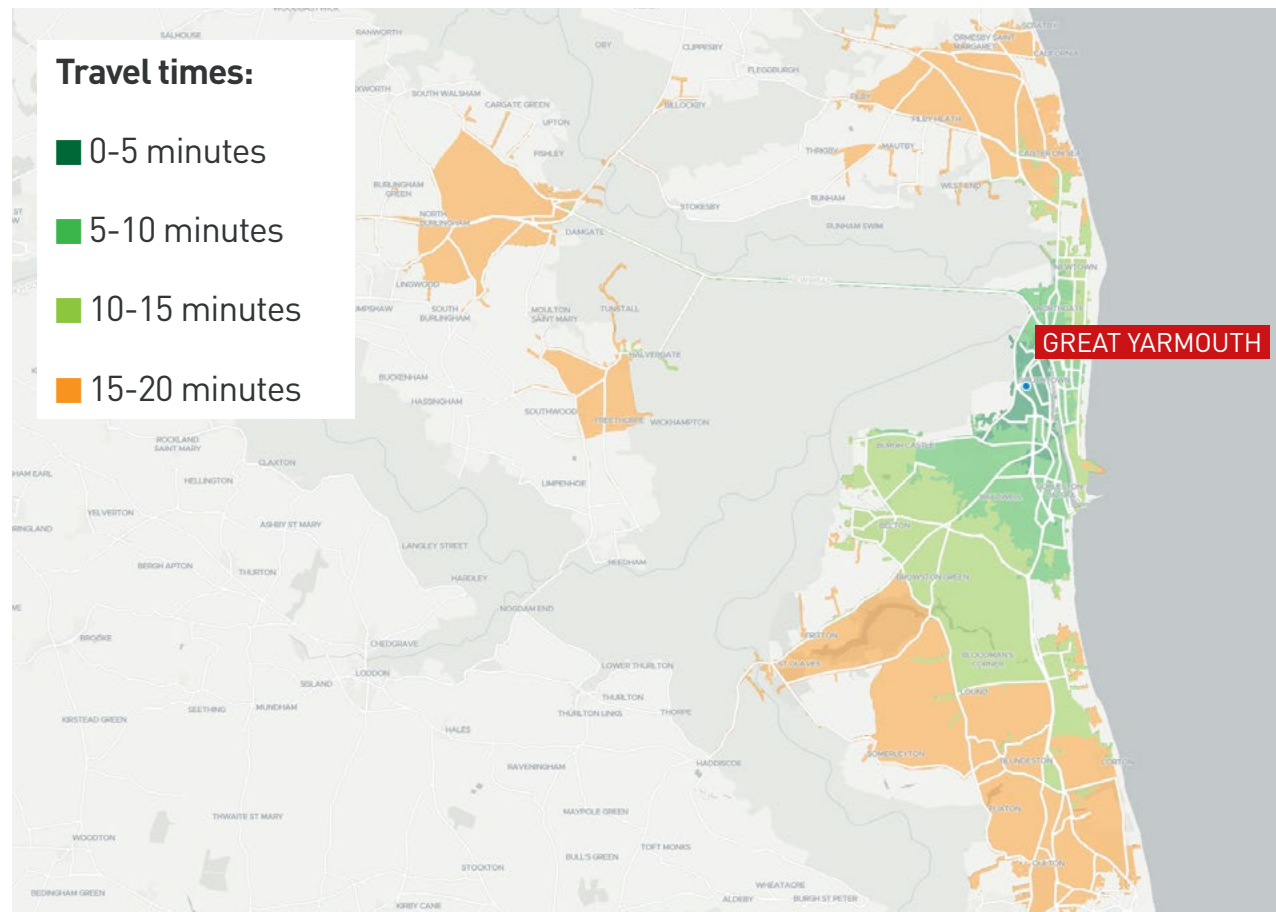 Travel times:
0-5 minutes
5-10 minutes
10-15 minutes
15-20 minutes
SALHOUSE
RANWORTH
OBY
CLIPPESBY
ORMESBY SAINT
MARGARET
CALIFORNIA
FLEGGBURGH
SOUTH WALSHAM
CARGATE GREEN
BILLOCKBY
FILBY
UPTON
FILBY HEATH
FISHLEY
THRIGBY
MAUTBY
CAISTER ON SEA
BURLINGHAM
GREEN
WEST END
RUNHAM
STOKESBY
NORTH
BURLINGHAM
DAMGATE
RUNHAM SWIM
NEWTOWN
LINGWOOD
SOUTH
BURLINGHAM
MOULTON
SAINT MARY
TUNSTALL
NORTHGATE
GREAT YARMOUTH
HALVERGATE
BUCKENHAM
HASSINGHAM
SOUTHWOOD
FREETHORPE
WICKHAMPTON
ROCKLAND
SAINT MARY
BURGH CASTLE
CLAXTON
HELLINGTON
LIMPENHOE
BRADWELL
YELVERTON
ASHBY ST MARY
BELTON
LANGLEY STREET
BERGH APTON
THURTON
REEDHAM
HARDLEY
BROWSTON GREEN
NOGDAM END
BROOKE
CHEDGRAVE
FRITTON
BLOODMAN'S
CORNER
LODDON
LOWER THURLTON
ST OLAVES
SISLAND
THURLTON
LOUND
KIRSTEAD GREEN
SEETHING
MUNDHAM
THURLTON LINKS
THORPE
HALES
SOMERLEYTON
RAVENINGHAM
HADDISCOE
BLUNDESTON
CORTON
MAYPOLE GREEN
FLIXTON
THWAITE ST MARY
WOODTON
BULL'S GREEN
TOFT MONKS
STOCKTON
OULTON
BEDINGHAM GREEN
WHEATACRE
KIRBY CANE
ALDEBY
BURGH ST PETER